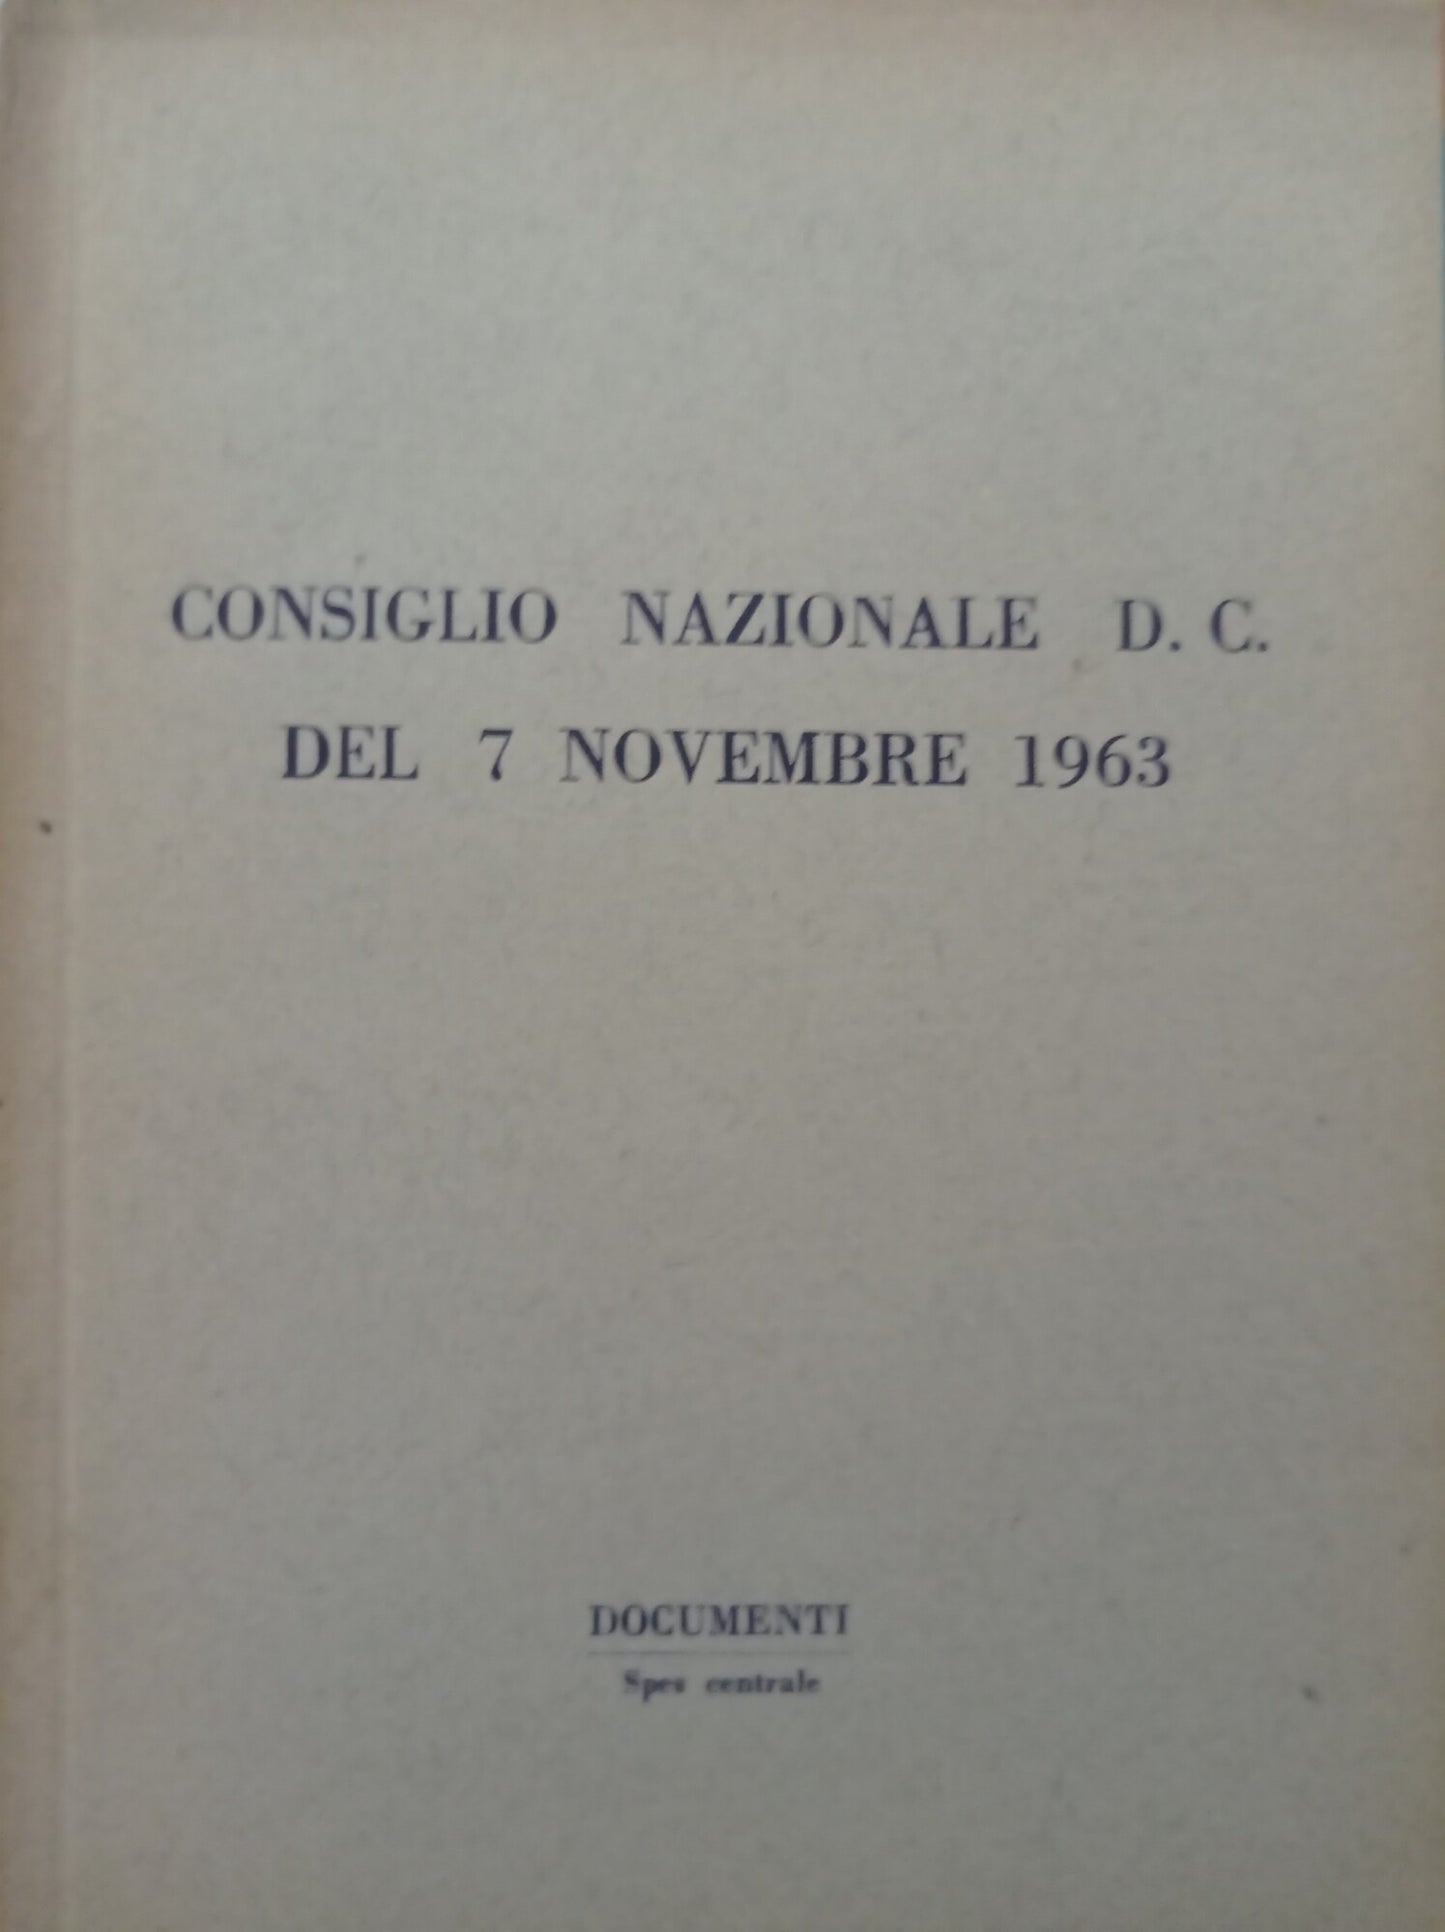 CONSIGLIO NAZIONALE D. C.
DEL 7 NOVEMBRE 1963
DOCUMENTI
Spes centrale